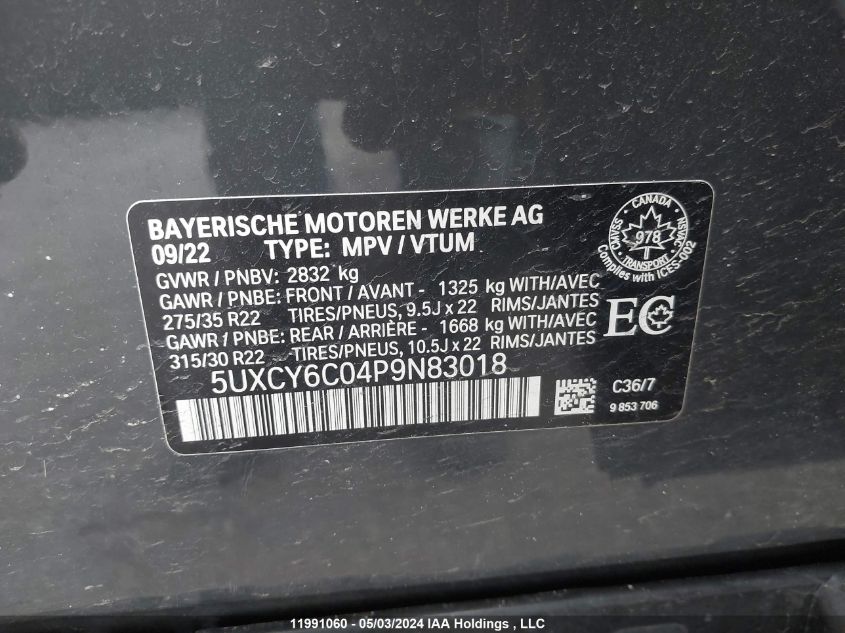 BAYERISCHE MOTOREN WERKE AG
09/22 TYPE: MPV / VTUM
GVWR / PNBV: 2832 kg
GAWR / PNBE: FRONT / AVANT - 1325 kg WITH/AVEC
275/35 R22 TIRES/PNEUS, 9.5J x 22 RIMS/JANTES
GAWR / PNBE: REAR / ARRIÈRE - 1668 kg WITH/AVEC
315/30 R22 TIRES/PNEUS, 10.5J x 22 RIMS/JANTES
5UXCY6C04P9N83018
CANADA
CMVSS NSVAC
978
TRANSPORT
Complies with ICES-002
EC
C36/7
9 853 706
11991060 - 05/03/2024 IAA Holdings , LLC